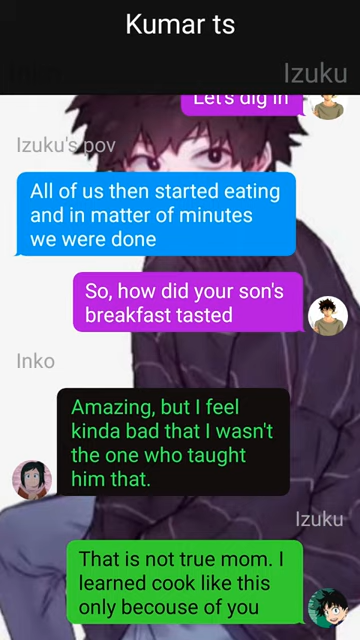 Kumar ts
Inko
Izuku
Let's dig in
Izuku's pov
All of us then started eating
and in matter of minutes
we were done
So, how did your son's
breakfast tasted
Inko
Amazing, but I feel
kinda bad that I wasn't
the one who taught
him that.
Izuku
That is not true mom. I
learned cook like this
only becouse of you